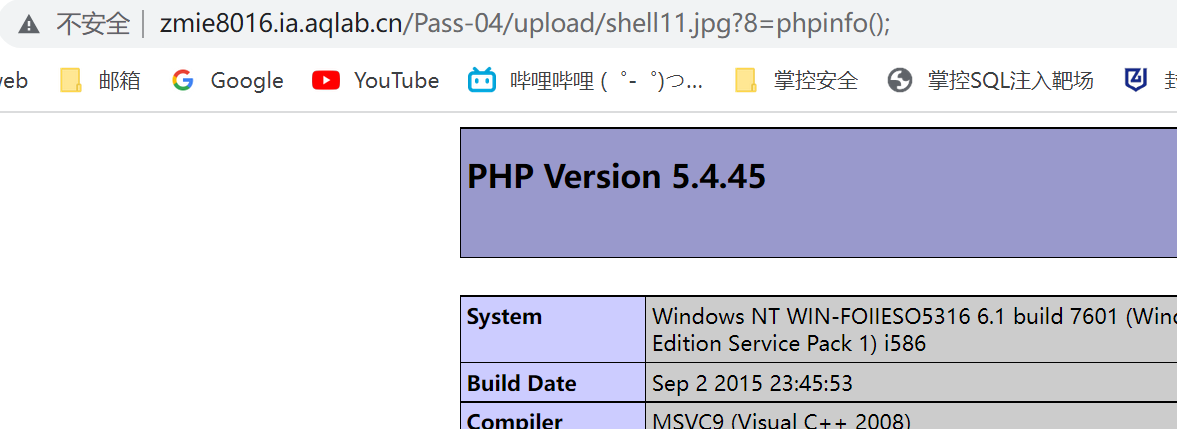 不安全 | zmie8016.ia.aqlab.cn/Pass-04/upload/shell11.jpg?8=phpinfo();
web 邮箱 Google YouTube 哔哩哔哩 ( ゜- ゜)つ... 掌控安全 掌控SQL注入靶场 封
PHP Version 5.4.45
System Windows NT WIN-FOIIESO5316 6.1 build 7601 (Wind
Edition Service Pack 1) i586
Build Date Sep 2 2015 23:45:53
Compiler MSVC9 (Visual C++ 2008)